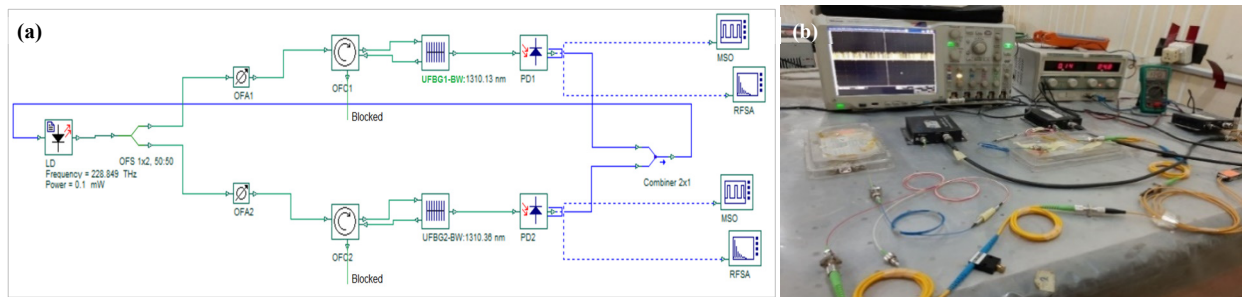 (a)
(b)
MSO
UFBG1-BW:1310.13 nm
PD1
OFA1
OFC1
RFSA
Blocked
LD
OFS 1x2, 50:50
Frequency = 228.849 THz
Power = 0.1 mW
Combiner 2x1
OFA2
MSO
UFBG2-BW:1310.36 nm
PD2
OFC2
RFSA
Blocked